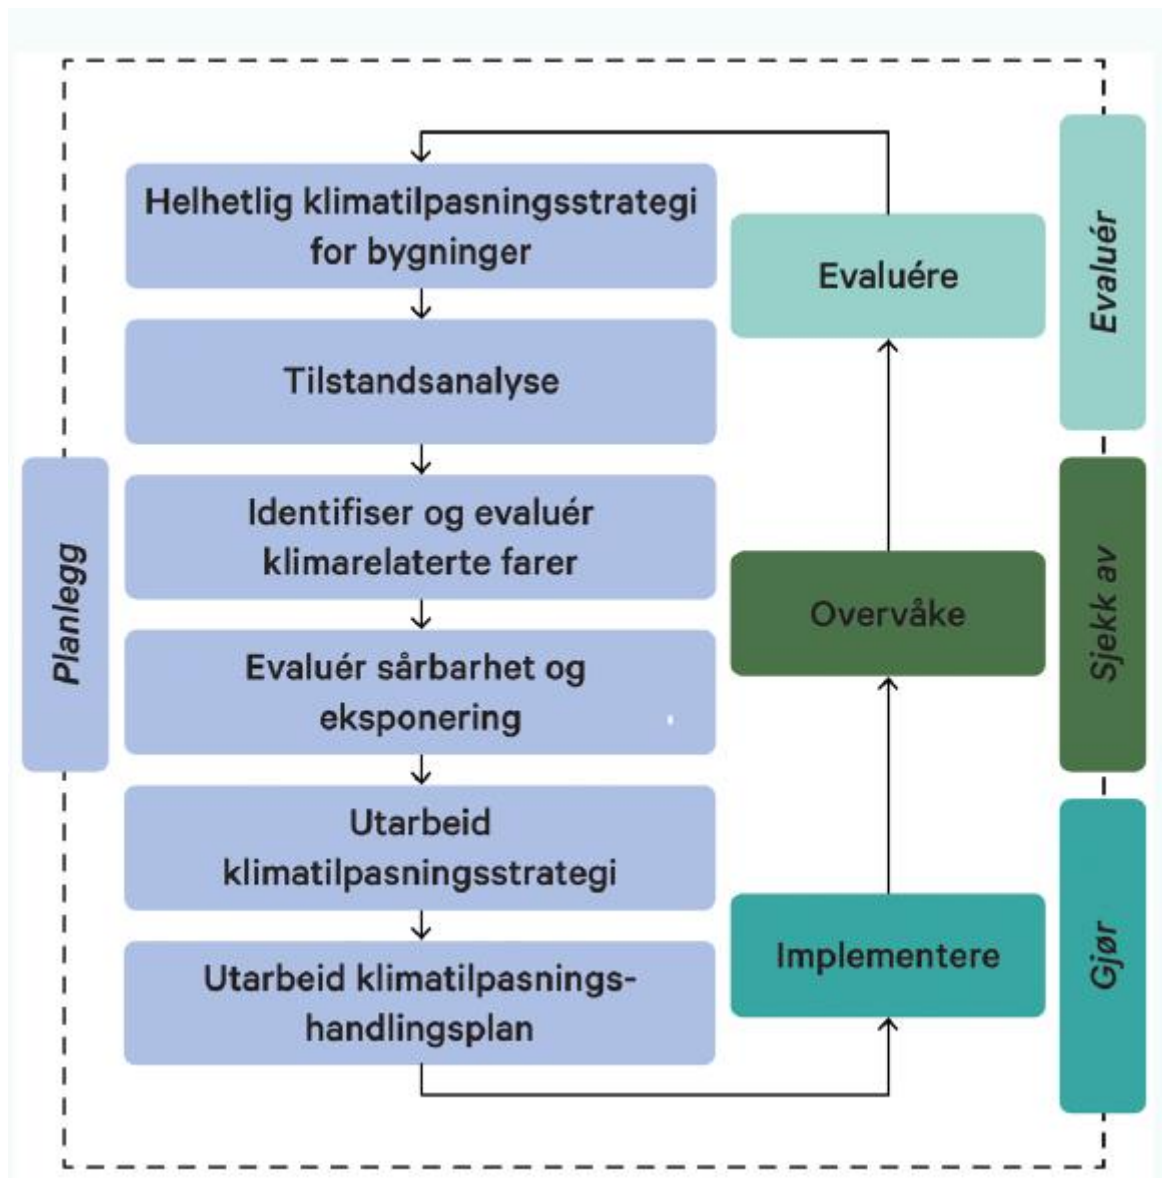 Helhetlig klimatilpasningsstrategi
for bygninger
Tilstandsanalyse
Identifiser og evaluér
klimarelaterte farer
Evaluér sårbarhet og
eksponering
Utarbeid
klimatilpasningsstrategi
Utarbeid klimatilpasnings-
handlingsplan
Planlegg
Evaluére
Overvåke
Implementere
Evaluér
Sjekk av
Gjør